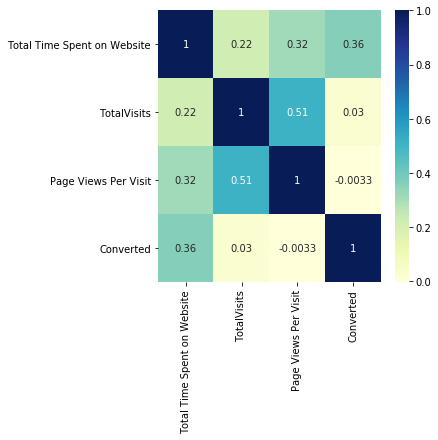 Total Time Spent on Website
1 0.22 0.32 0.36
TotalVisits
0.22 1 0.51 0.03
Page Views Per Visit
0.32 0.51 1 -0.0033
Converted
0.36 0.03 -0.0033 1
Total Time Spent on Website
TotalVisits
Page Views Per Visit
Converted
1.0
0.8
0.6
0.4
0.2
0.0